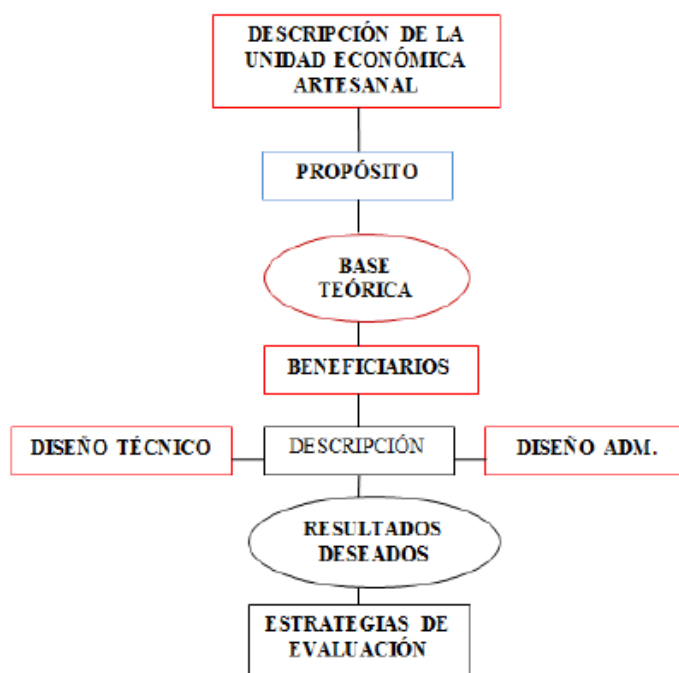 DESCRIPCIÓN DE LA
UNIDAD ECONÓMICA
ARTESANAL
PROPÓSITO
BASE
TEÓRICA
BENEFICIARIOS
DISEÑO TÉCNICO
DESCRIPCIÓN
DISEÑO ADM.
RESULTADOS
DESEADOS
ESTRATEGIAS DE
EVALUACIÓN